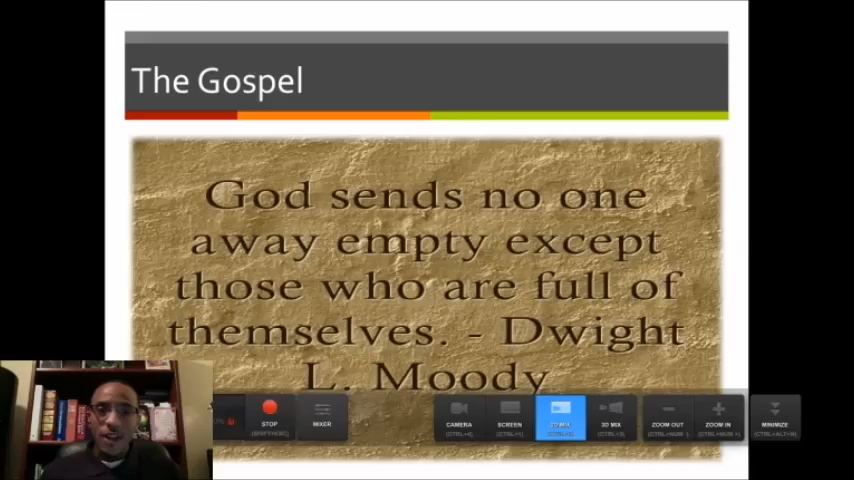 The Gospel
God sends no one
away empty except
those who are full of
themselves. - Dwight
L. Moody
STOP
MIXER
CAMERA
SCREEN
3D MIX
ZOOM OUT
ZOOM IN
MINIMIZE